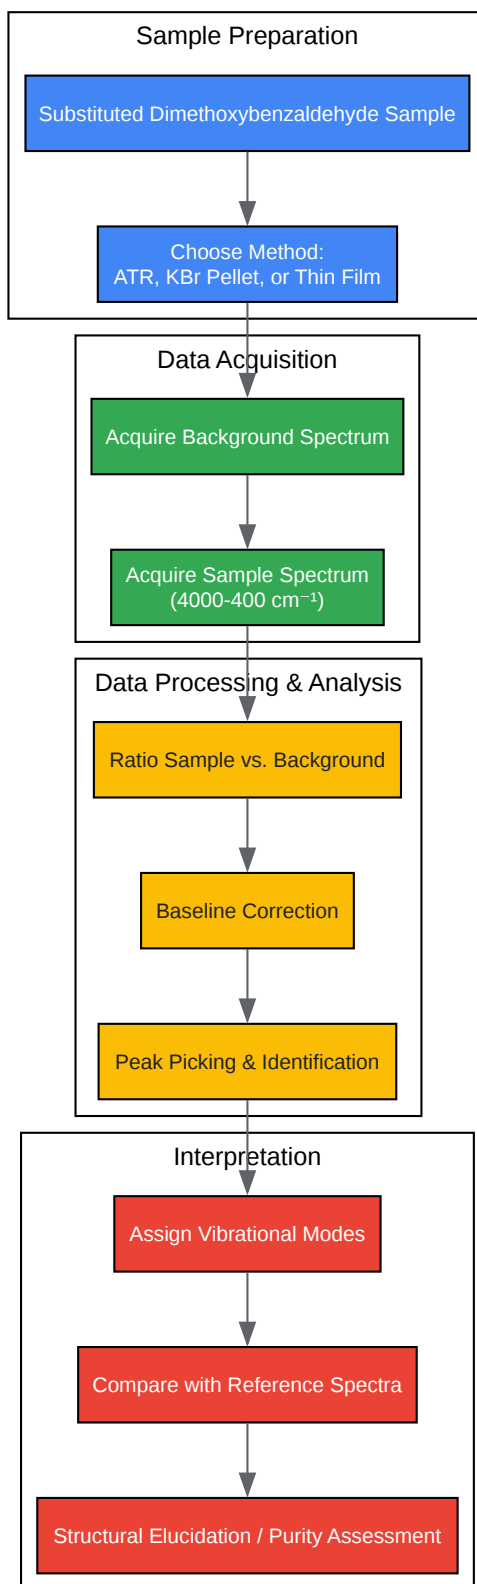 Sample Preparation
Substituted Dimethoxybenzaldehyde Sample
Choose Method:
ATR, KBr Pellet, or Thin Film
Data Acquisition
Acquire Background Spectrum
Acquire Sample Spectrum
(4000-400 cm⁻¹)
Data Processing & Analysis
Ratio Sample vs. Background
Baseline Correction
Peak Picking & Identification
Interpretation
Assign Vibrational Modes
Compare with Reference Spectra
Structural Elucidation / Purity Assessment